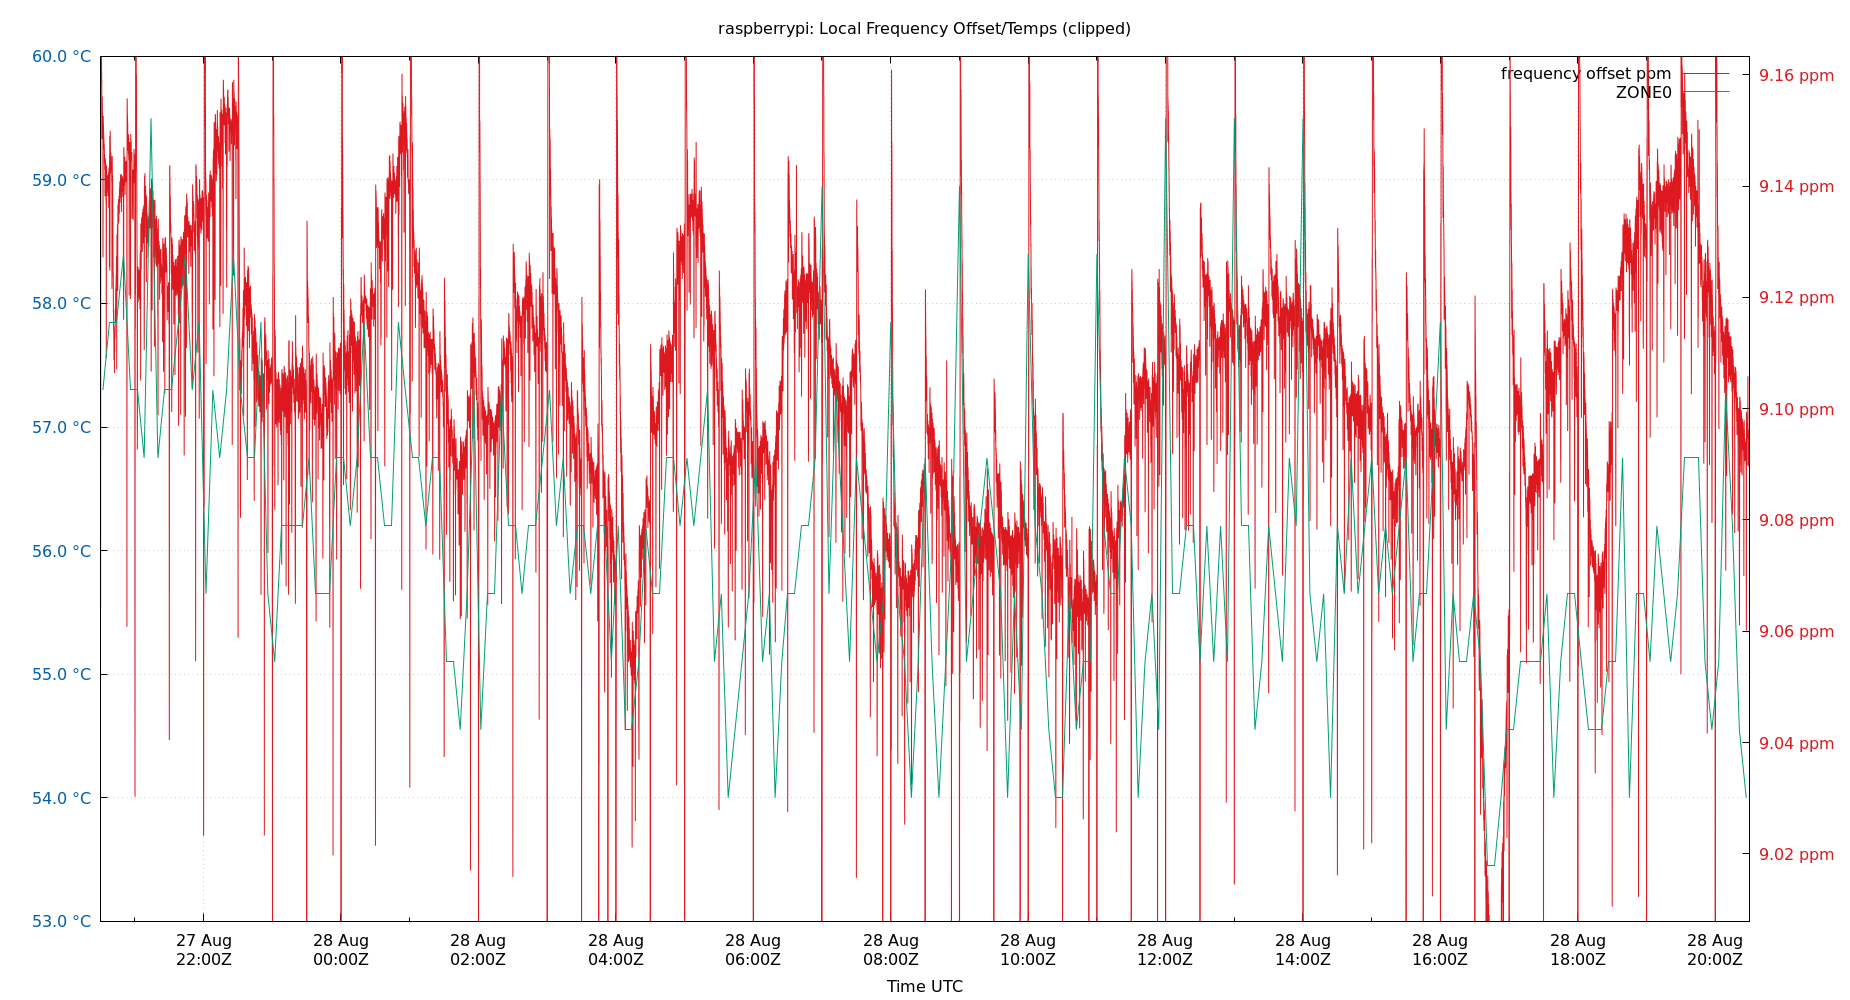 raspberrypi: Local Frequency Offset/Temps (clipped)
60.0 °C
59.0 °C
58.0 °C
57.0 °C
56.0 °C
55.0 °C
54.0 °C
53.0 °C
frequency offset ppm
ZONE0
9.16 ppm
9.14 ppm
9.12 ppm
9.10 ppm
9.08 ppm
9.06 ppm
9.04 ppm
9.02 ppm
27 Aug 28 Aug 28 Aug 28 Aug 28 Aug 28 Aug 28 Aug 28 Aug 28 Aug 28 Aug 28 Aug 28 Aug
22:00Z 00:00Z 02:00Z 04:00Z 06:00Z 08:00Z 10:00Z 12:00Z 14:00Z 16:00Z 18:00Z 20:00Z
Time UTC